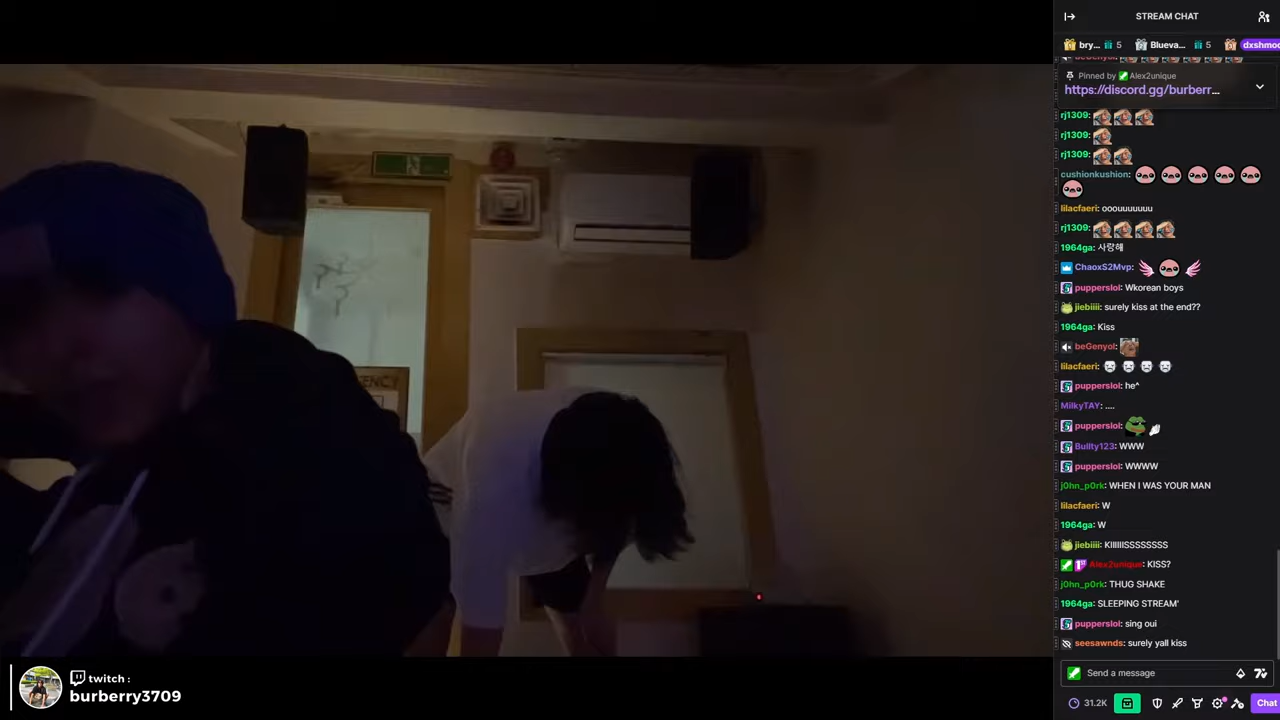 STREAM CHAT
bry... 5 Blueva... 5 dxshmoo
Pinned by Alex2unique
https://discord.gg/burberr...
rj1309:
rj1309:
rj1309:
cushionkushion:
lilacfaeri: ooouuuuuuu
rj1309:
1964ga: 사랑해
ChaoxS2Mvp:
pupperslol: Wkorean boys
jiebiiii: surely kiss at the end??
1964ga: Kiss
beGenyol:
lilacfaeri:
pupperslol: he^
MilkyTAY: ....
pupperslol:
Bullty123: WWW
pupperslol: WWWW
j0hn_p0rk: WHEN I WAS YOUR MAN
lilacfaeri: W
1964ga: W
jiebiiii: KIIIIIISSSSSSSS
Alex2unique: KISS?
j0hn_p0rk: THUG SHAKE
1964ga: SLEEPING STREAM'
pupperslol: sing oui
seesawnds: surely yall kiss
Send a message
31.2K
Chat
twitch :
burberry3709